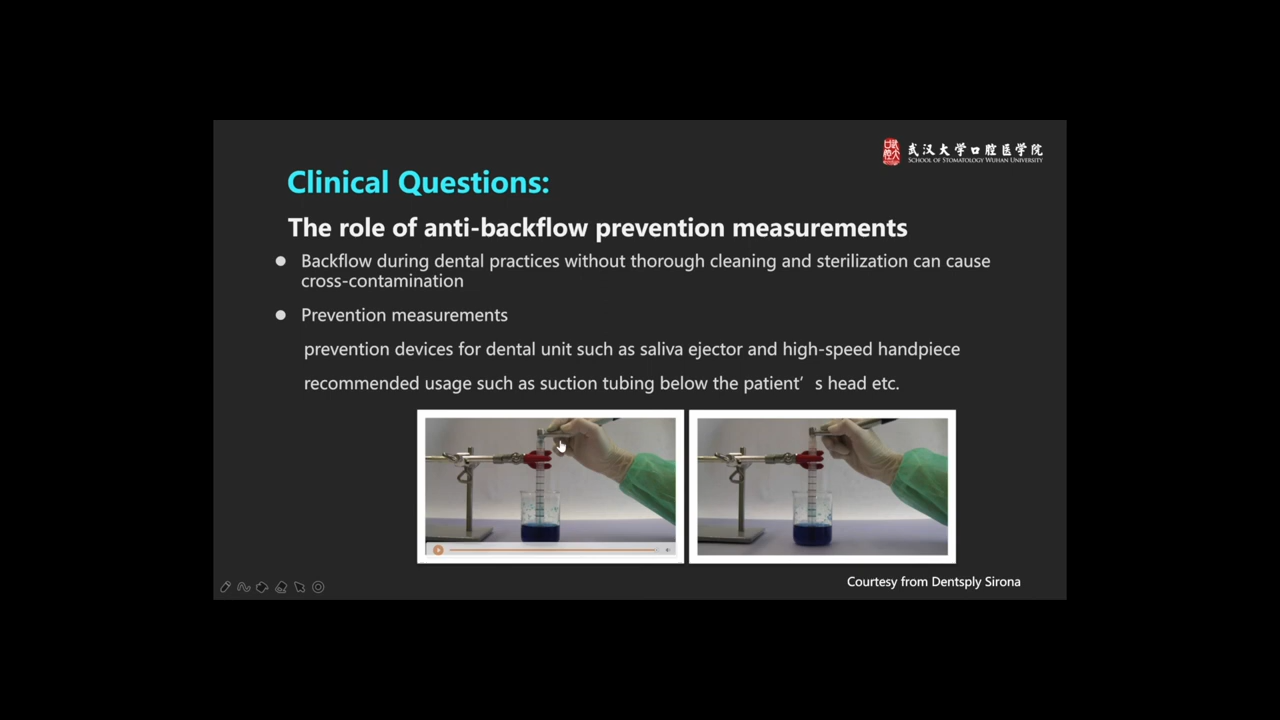 武汉大学口腔医学院
SCHOOL OF STOMATOLOGY WUHAN UNIVERSITY
Clinical Questions:
The role of anti-backflow prevention measurements
● Backflow during dental practices without thorough cleaning and sterilization can cause
cross-contamination
● Prevention measurements
prevention devices for dental unit such as saliva ejector and high-speed handpiece
recommended usage such as suction tubing below the patient’s head etc.
Courtesy from Dentsply Sirona